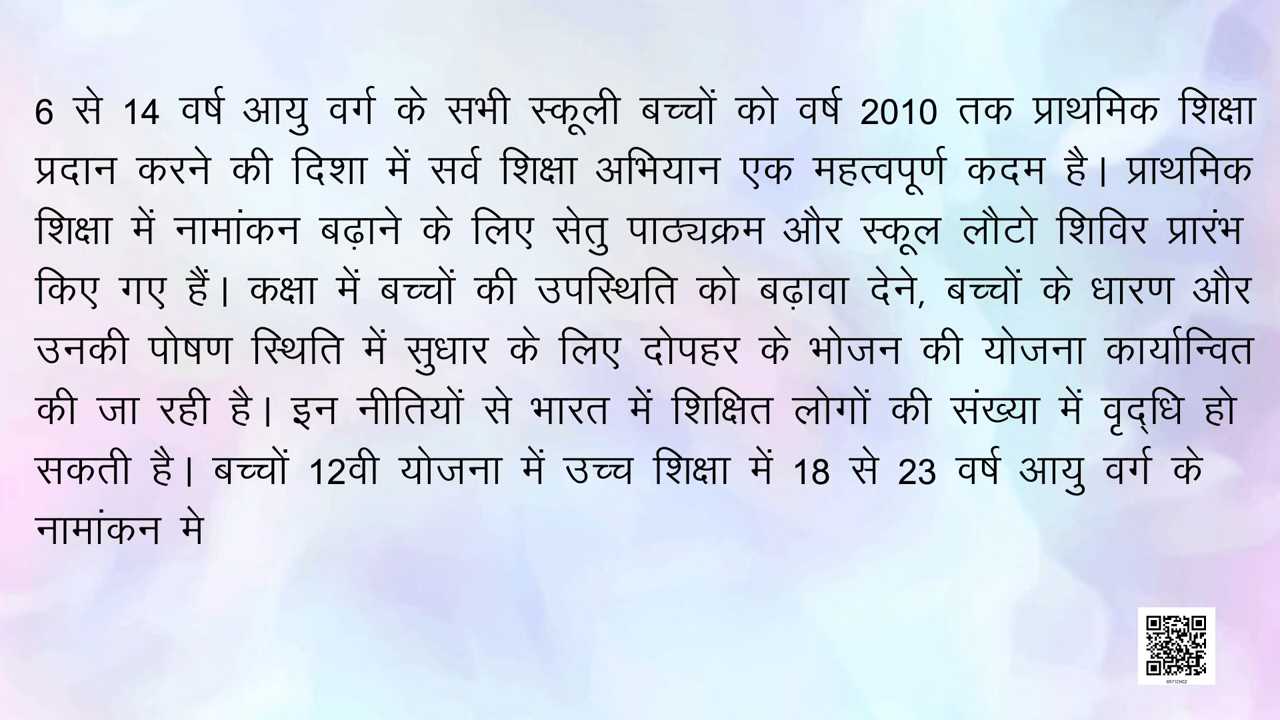 6 से 14 वर्ष आयु वर्ग के सभी स्कूली बच्चों को वर्ष 2010 तक प्राथमिक शिक्षा
प्रदान करने की दिशा में सर्व शिक्षा अभियान एक महत्वपूर्ण कदम है। प्राथमिक
शिक्षा में नामांकन बढ़ाने के लिए सेतु पाठ्यक्रम और स्कूल लौटो शिविर प्रारंभ
किए गए हैं। कक्षा में बच्चों की उपस्थिति को बढ़ावा देने, बच्चों के धारण और
उनकी पोषण स्थिति में सुधार के लिए दोपहर के भोजन की योजना कार्यान्वित
की जा रही है। इन नीतियों से भारत में शिक्षित लोगों की संख्या में वृद्धि हो
सकती है। बच्चों 12वी योजना में उच्च शिक्षा में 18 से 23 वर्ष आयु वर्ग के
नामांकन मे